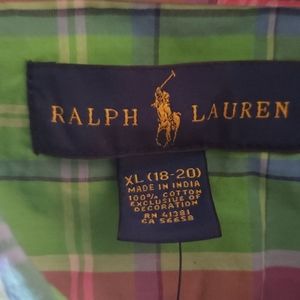 RALPH LAUREN
XL (18-20)
MADE IN INDIA
100% COTTON
EXCLUSIVE OF
DECORATION
RN 41381
CA 56658